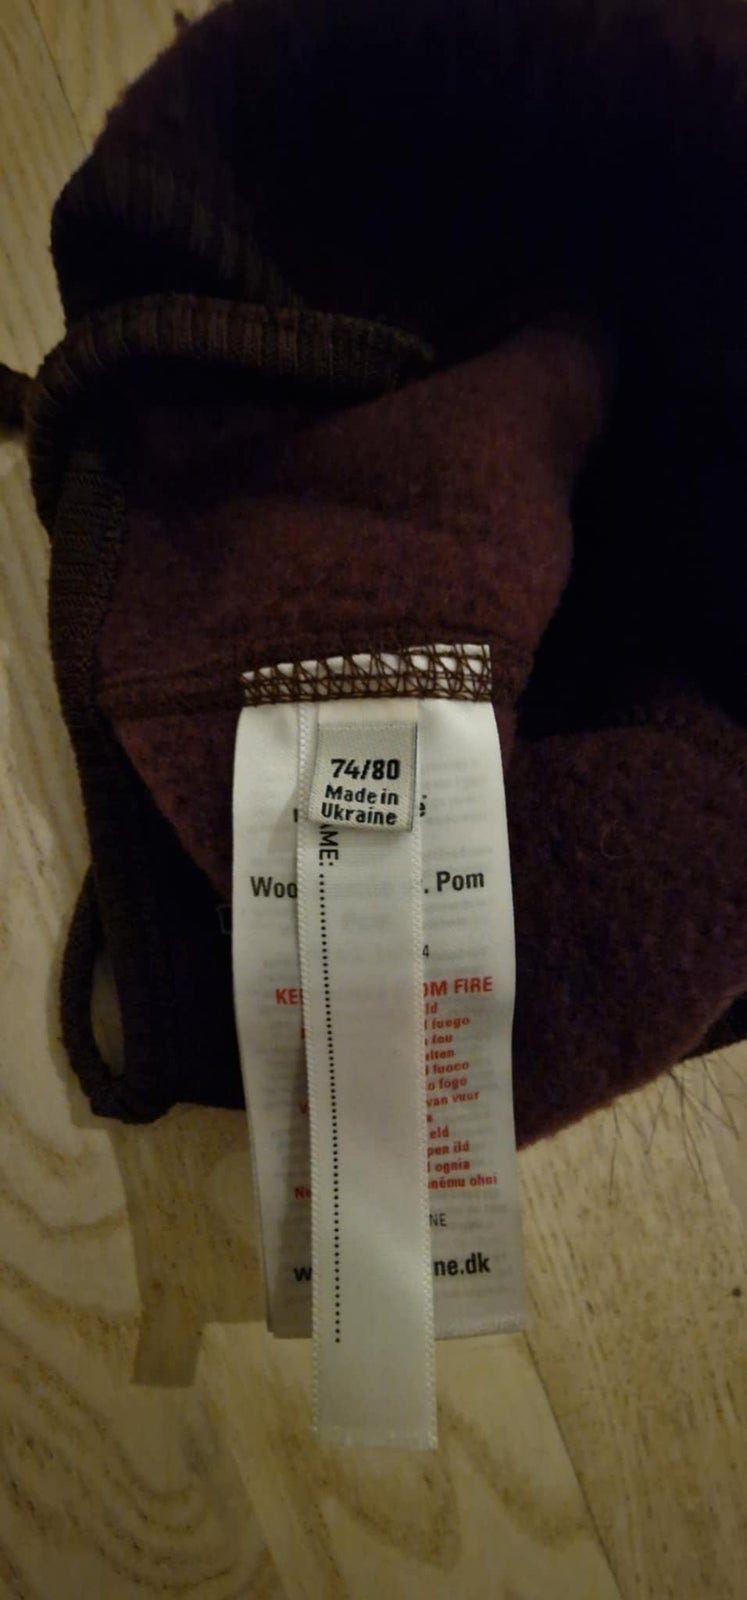 74/80
Made in
Ukraine
AME:
Woo . Pom
4
KE OM FIRE
ld
fuego
feu
alten
fuoco
o fogo
van vuur
a
eld
pen ild
ognia
nému ohni
NE
w ne.dk